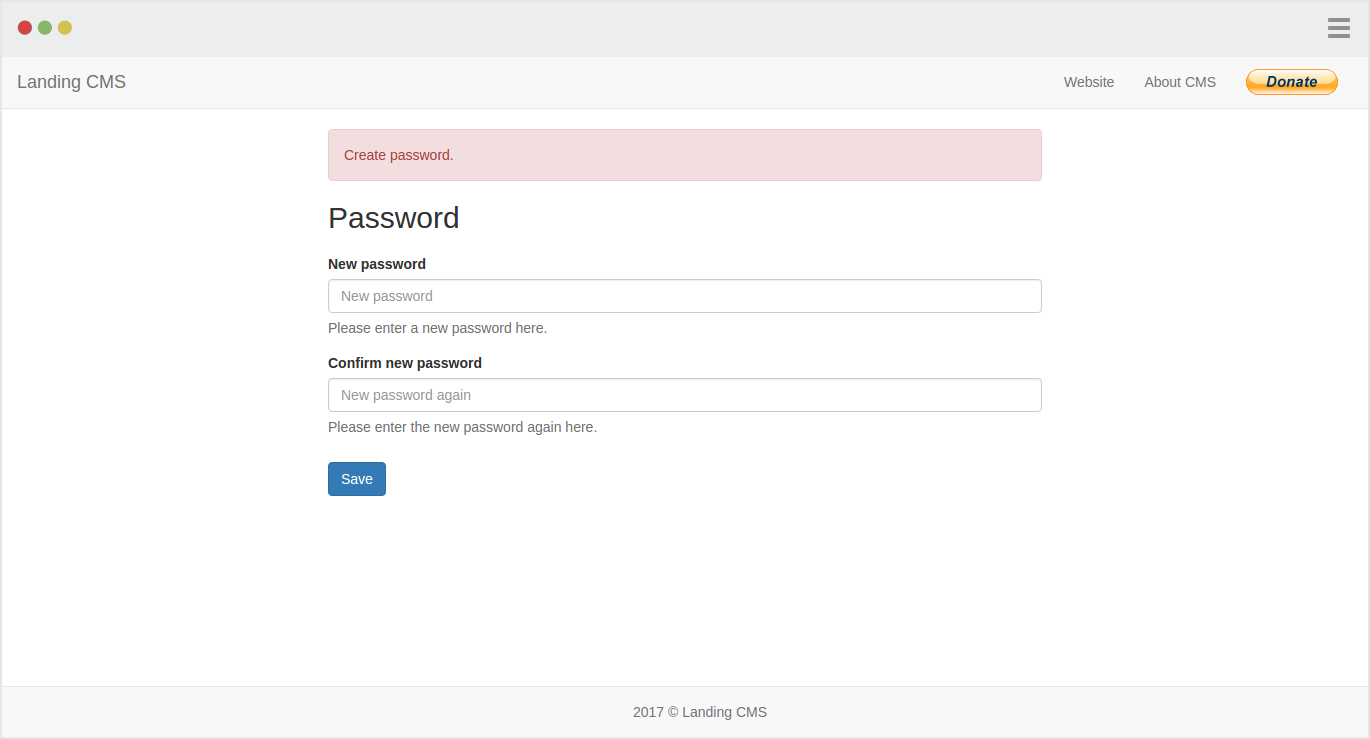 Landing CMS
Website
About CMS
Donate
Create password.
Password
New password
New password
Please enter a new password here.
Confirm new password
New password again
Please enter the new password again here.
Save
2017 © Landing CMS